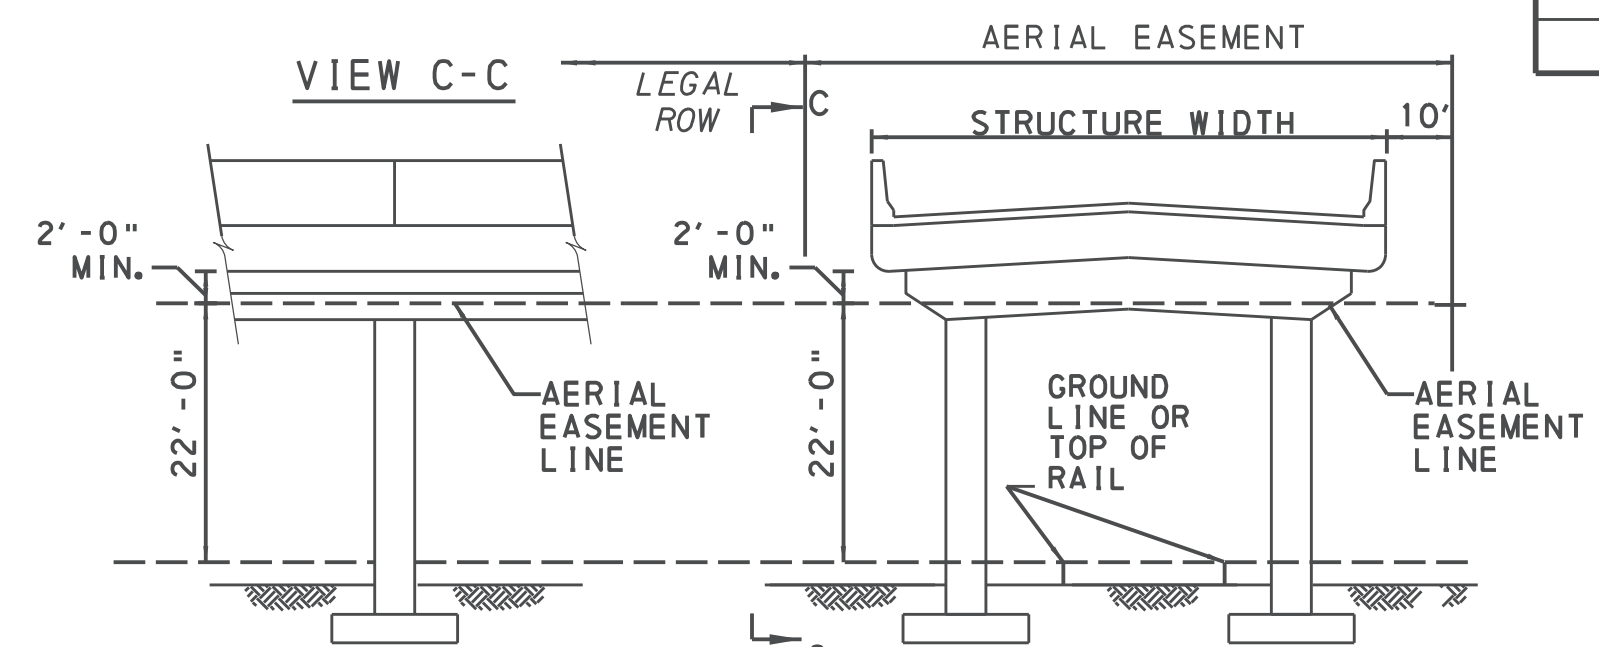 AERIAL EASEMENT
VIEW C-C
LEGAL
ROW
C
STRUCTURE WIDTH
10'
2'-0"
MIN.
2'-0"
MIN.
22'-0"
AERIAL
EASEMENT
LINE
22'-0"
GROUND
LINE OR
TOP OF
RAIL
AERIAL
EASEMENT
LINE